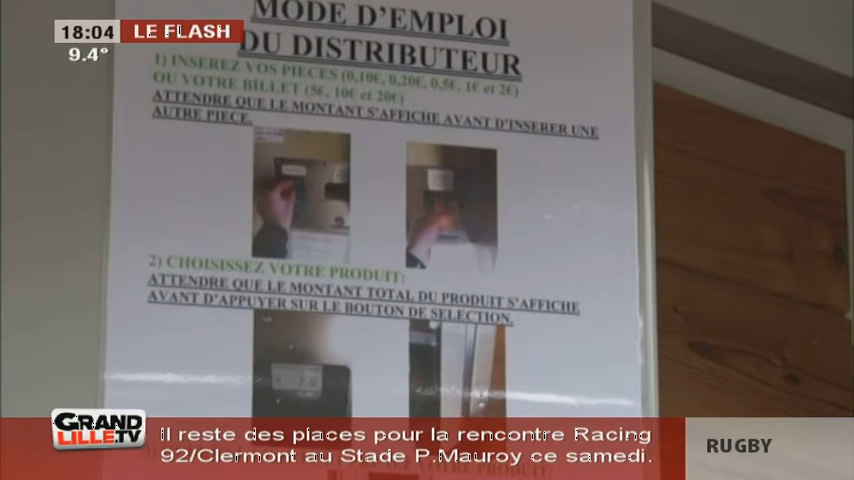 18:04 LE FLASH
9.4°
MODE D'EMPLOI
DU DISTRIBUTEUR
1) INSEREZ VOS PIECES (0,10€, 0,20€, 0,5€, 1€ et 2€)
OU VOTRE BILLET (5€, 10€ et 20€)
ATTENDRE QUE LE MONTANT S'AFFICHE AVANT D'INSERER UNE
AUTRE PIECE.
2) CHOISISSEZ VOTRE PRODUIT:
ATTENDRE QUE LE MONTANT TOTAL DU PRODUIT S'AFFICHE
AVANT D'APPUYER SUR LE BOUTON DE SELECTION.
GRAND
LILLE.TV
Il reste des places pour la rencontre Racing
92/Clermont au Stade P.Mauroy ce samedi.
RUGBY